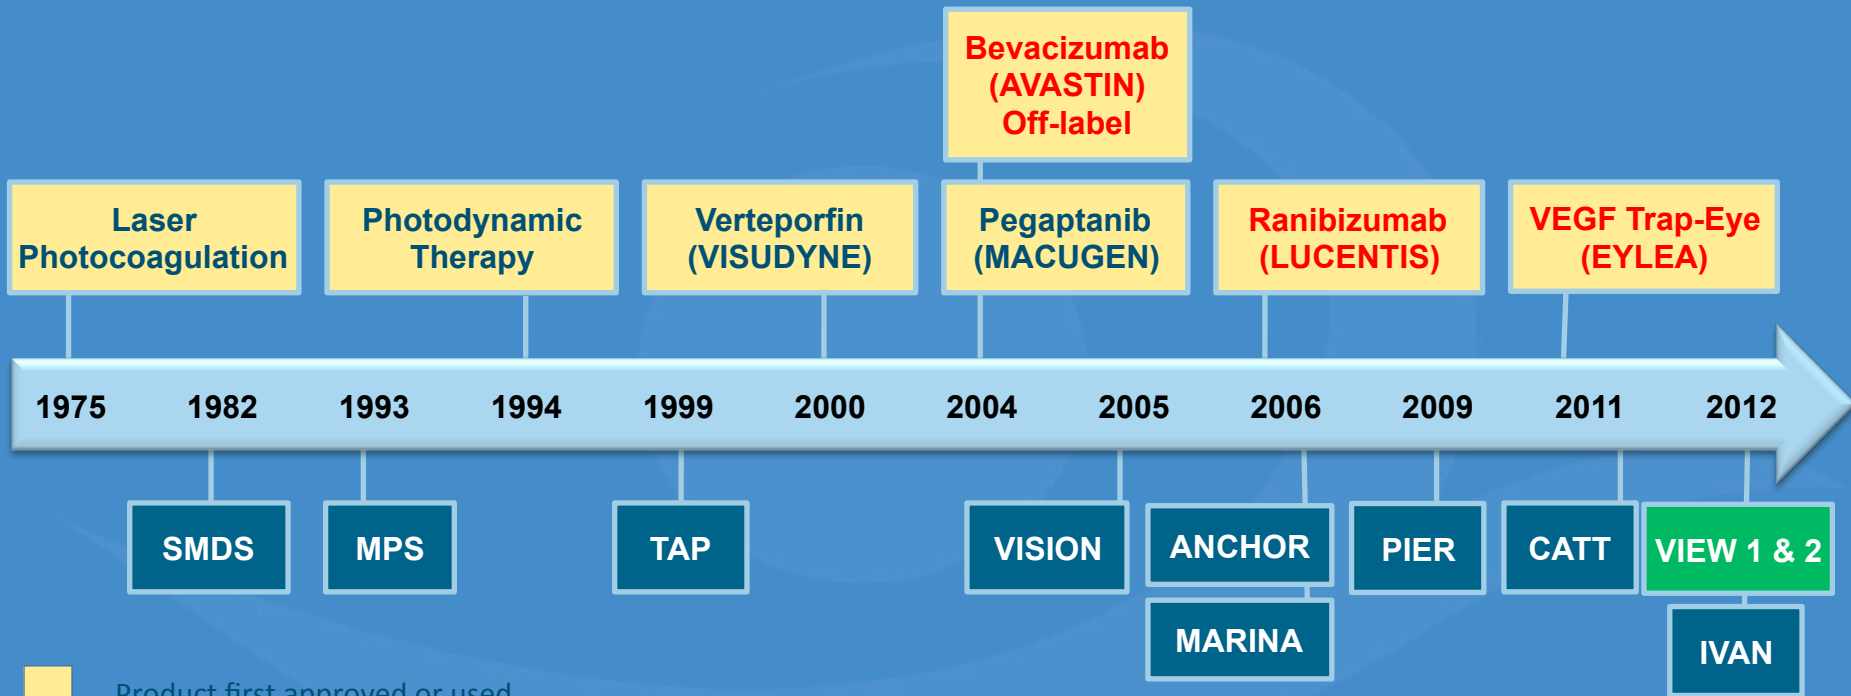 Bevacizumab
(AVASTIN)
Off-label
Laser
Photocoagulation
Photodynamic
Therapy
Verteporfin
(VISUDYNE)
Pegaptanib
(MACUGEN)
Ranibizumab
(LUCENTIS)
VEGF Trap-Eye
(EYLEA)
1975 1982 1993 1994 1999 2000 2004 2005 2006 2009 2011 2012
SMDS
MPS
TAP
VISION
ANCHOR
PIER
CATT
VIEW 1 & 2
MARINA
IVAN
Product first approved or used